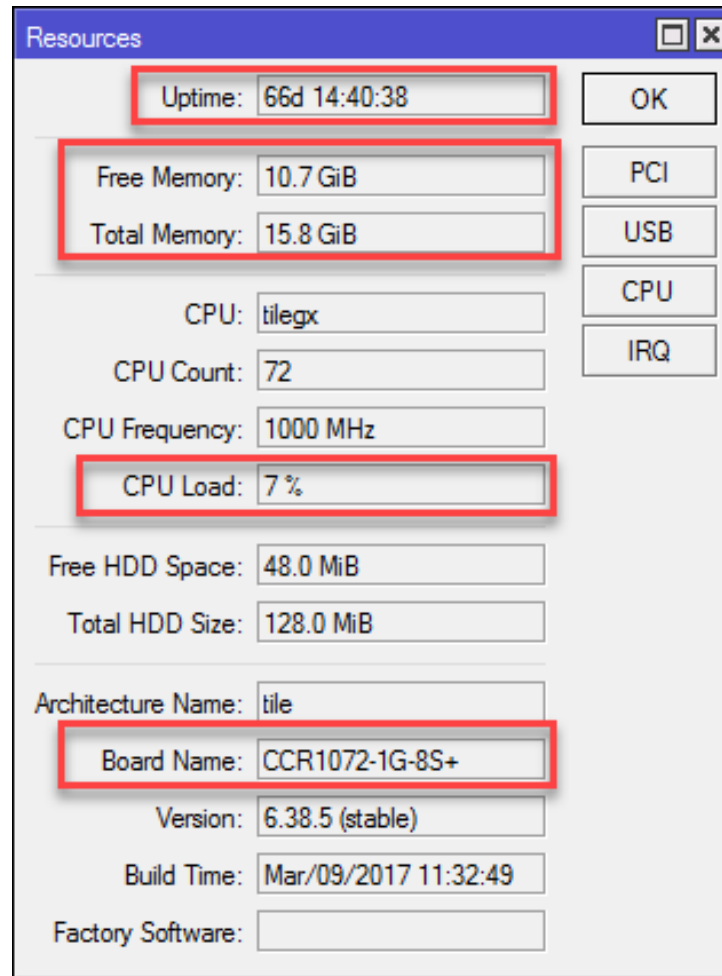 Resources
Uptime: 66d 14:40:38
OK
Free Memory: 10.7 GiB
PCI
Total Memory: 15.8 GiB
USB
CPU: tilegx
CPU
CPU Count: 72
IRQ
CPU Frequency: 1000 MHz
CPU Load: 7 %
Free HDD Space: 48.0 MiB
Total HDD Size: 128.0 MiB
Architecture Name: tile
Board Name: CCR1072-1G-8S+
Version: 6.38.5 (stable)
Build Time: Mar/09/2017 11:32:49
Factory Software: